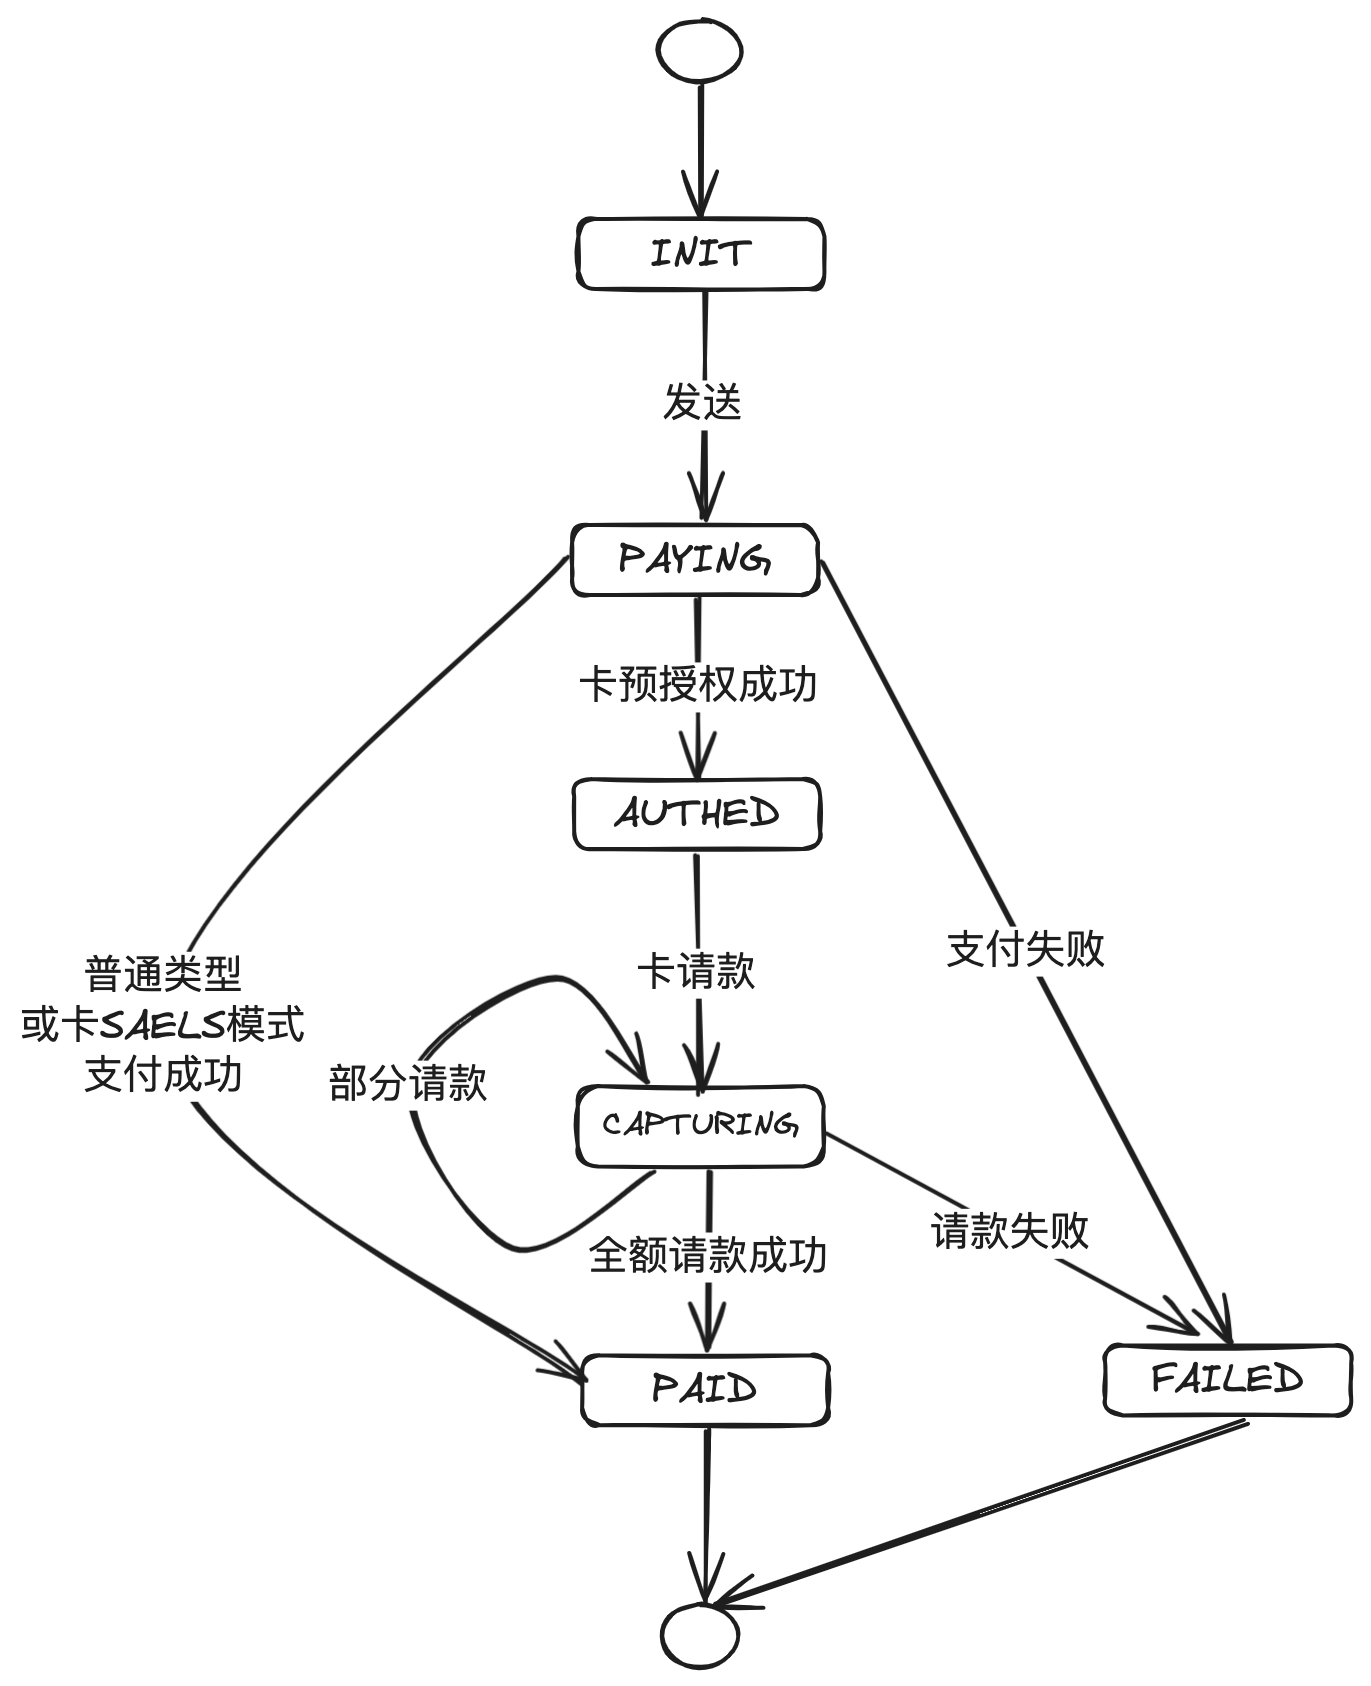 INIT
发送
PAYING
卡预授权成功
AUTHED
支付失败
卡请款
普通类型
或卡SAELS模式
支付成功
部分请款
CAPTURING
请款失败
全额请款成功
PAID
FAILED